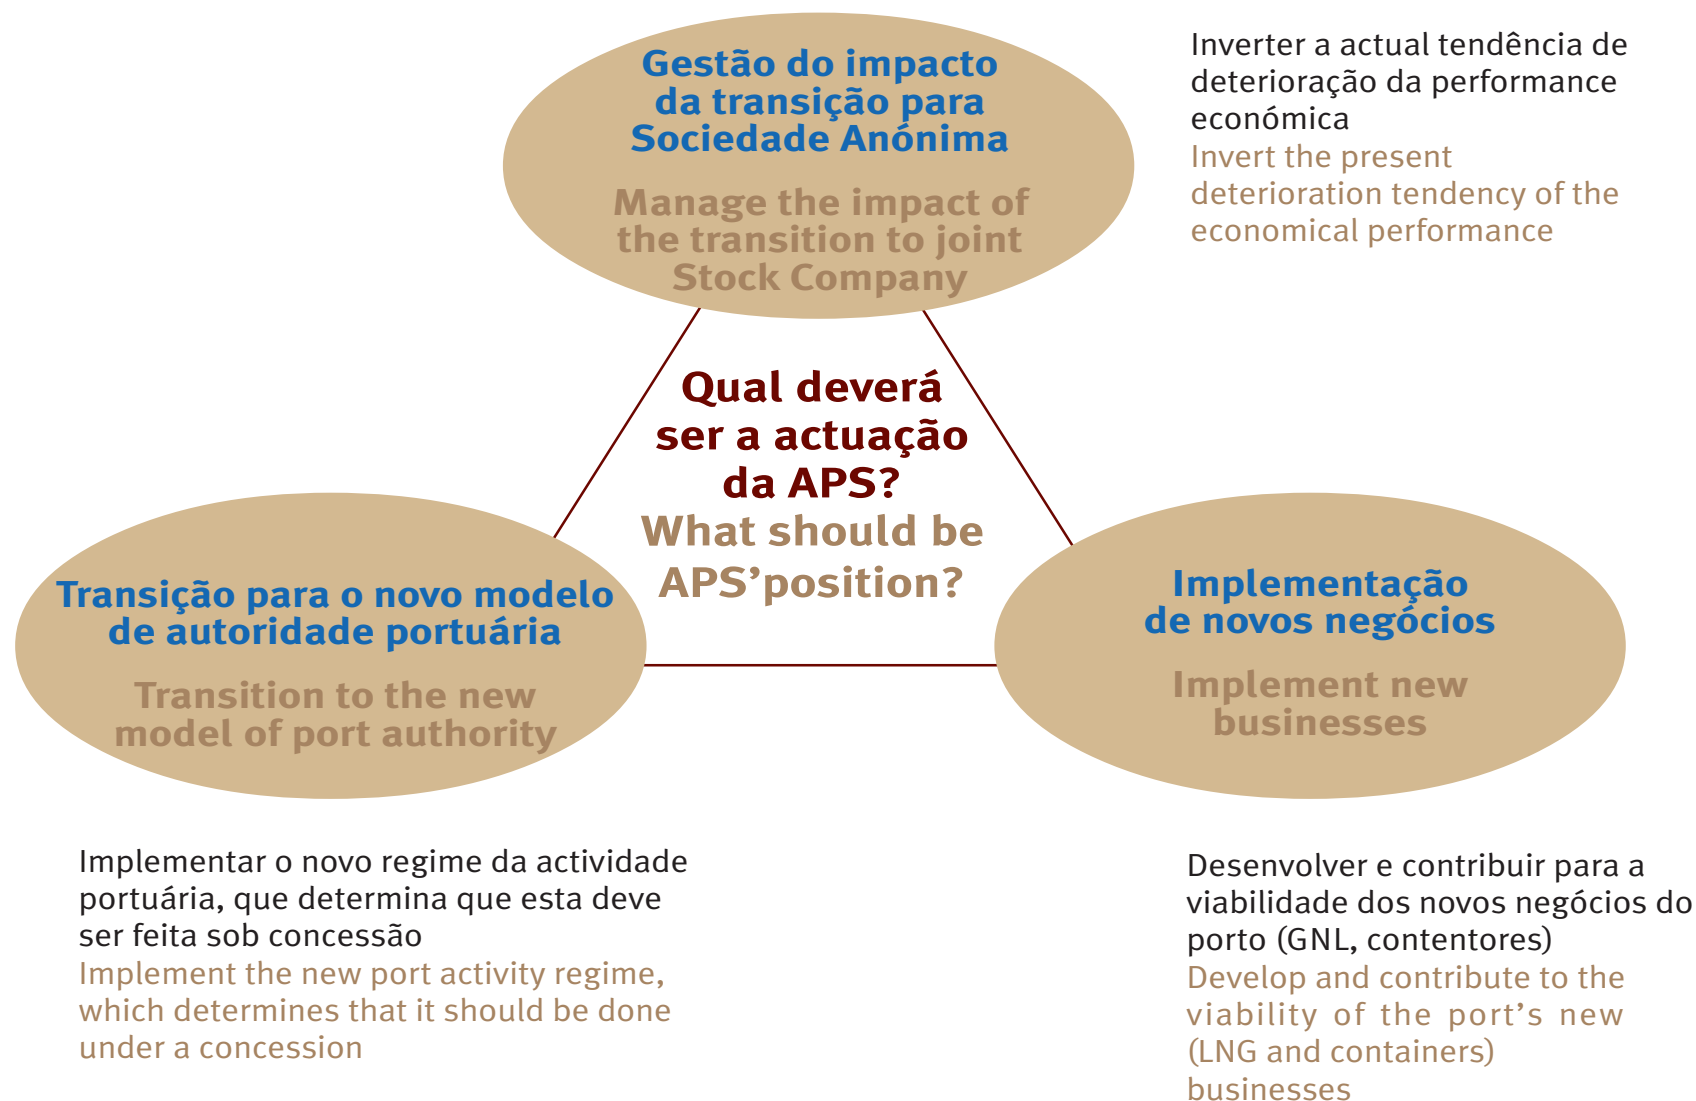 Gestão do impacto
da transição para
Sociedade Anónima
Manage the impact of
the transition to joint
Stock Company
Inverter a actual tendência de
deterioração da performance
económica
Invert the present
deterioration tendency of the
economical performance
Qual deverá
ser a actuação
da APS?
What should be
APS’position?
Transição para o novo modelo
de autoridade portuária
Transition to the new
model of port authority
Implementação
de novos negócios
Implement new
businesses
Implementar o novo regime da actividade
portuária, que determina que esta deve
ser feita sob concessão
Implement the new port activity regime,
which determines that it should be done
under a concession
Desenvolver e contribuir para a
viabilidade dos novos negócios do
porto (GNL, contentores)
Develop and contribute to the
viability of the port’s new
(LNG and containers)
businesses